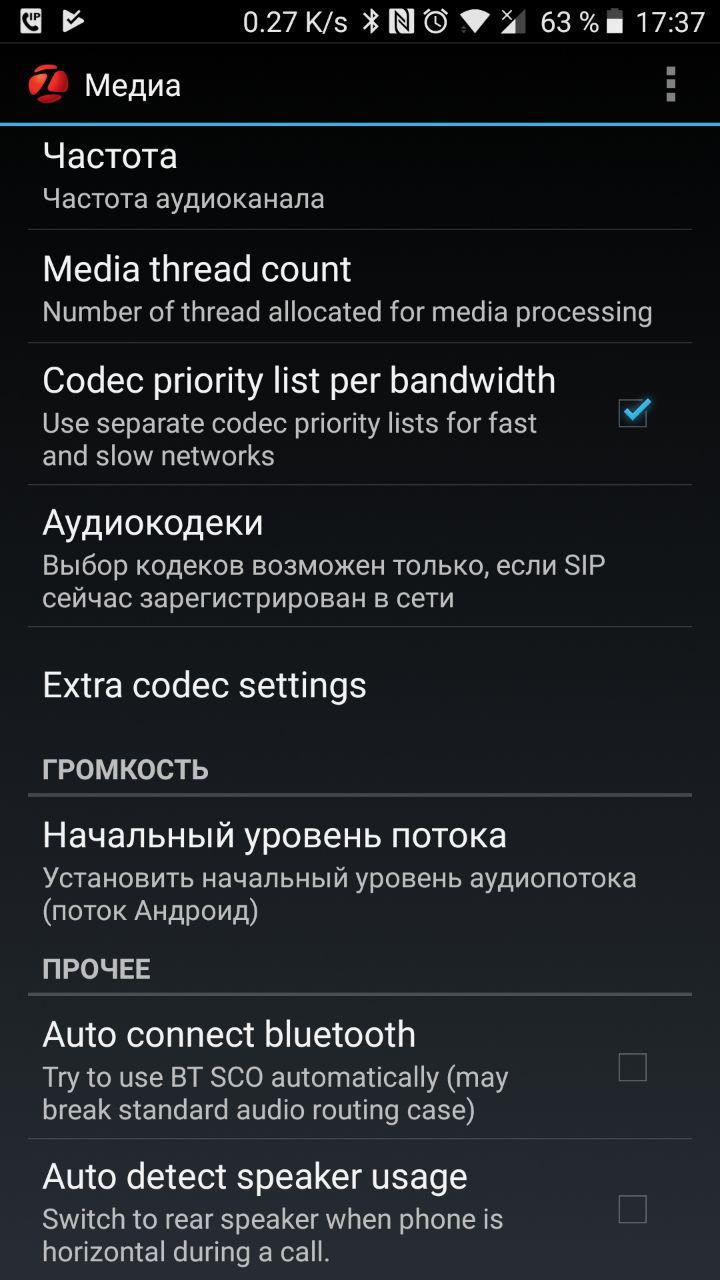 0.27 K/s 63 % 17:37
Медиа
Частота
Частота аудиоканала
Media thread count
Number of thread allocated for media processing
Codec priority list per bandwidth
Use separate codec priority lists for fast
and slow networks
Аудиокодеки
Выбор кодеков возможен только, если SIP
сейчас зарегистрирован в сети
Extra codec settings
ГРОМКОСТЬ
Начальный уровень потока
Установить начальный уровень аудиопотока
(поток Андроид)
ПРОЧЕЕ
Auto connect bluetooth
Try to use BT SCO automatically (may
break standard audio routing case)
Auto detect speaker usage
Switch to rear speaker when phone is
horizontal during a call.